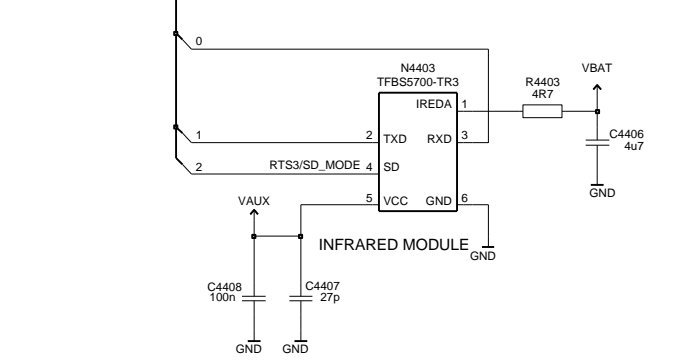 0
N4403
TFBS5700-TR3
VBAT
R4403
4R7
IREDA 1
C4406
4u7
1
2 TXD
RXD 3
2
RTS3/SD_MODE 4 SD
GND
VAUX
5 VCC
GND 6
INFRARED MODULE
GND
C4408
100n
C4407
27p
GND
GND